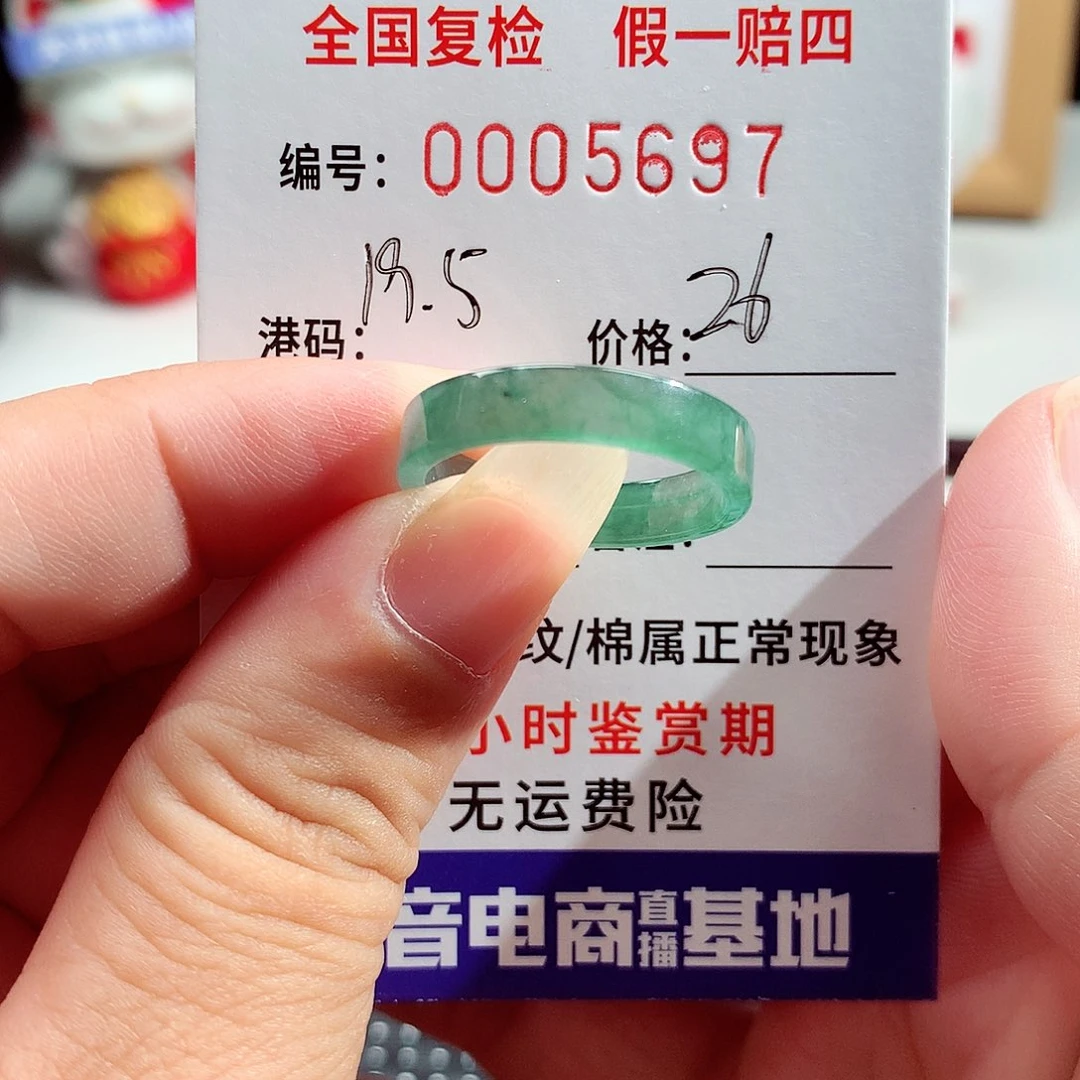 全国复检 假一赔四
编号：0005697
港码：19.5 价格：26
纹/棉属正常现象
小时鉴赏期
无运费险
音电商直播基地